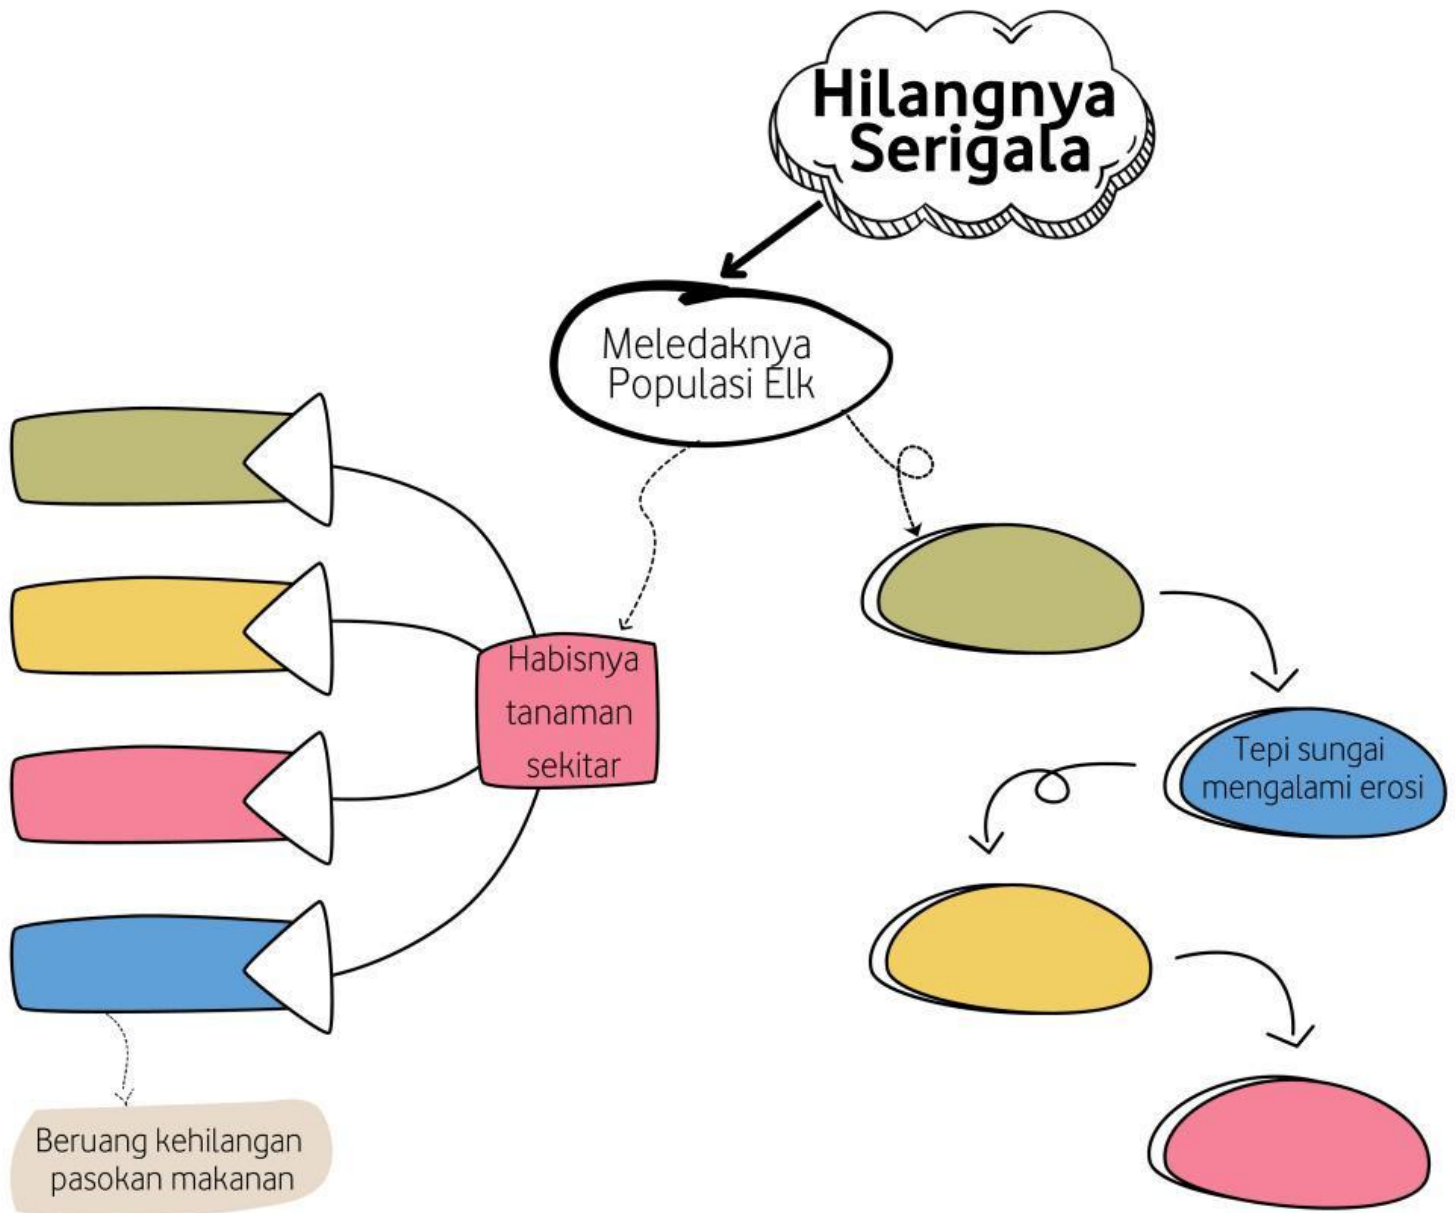 Hilangnya
Serigala
Meledaknya
Populasi Elk
Habisnya
tanaman
sekitar
Tepi sungai
mengalami erosi
Beruang kehilangan
pasokan makanan